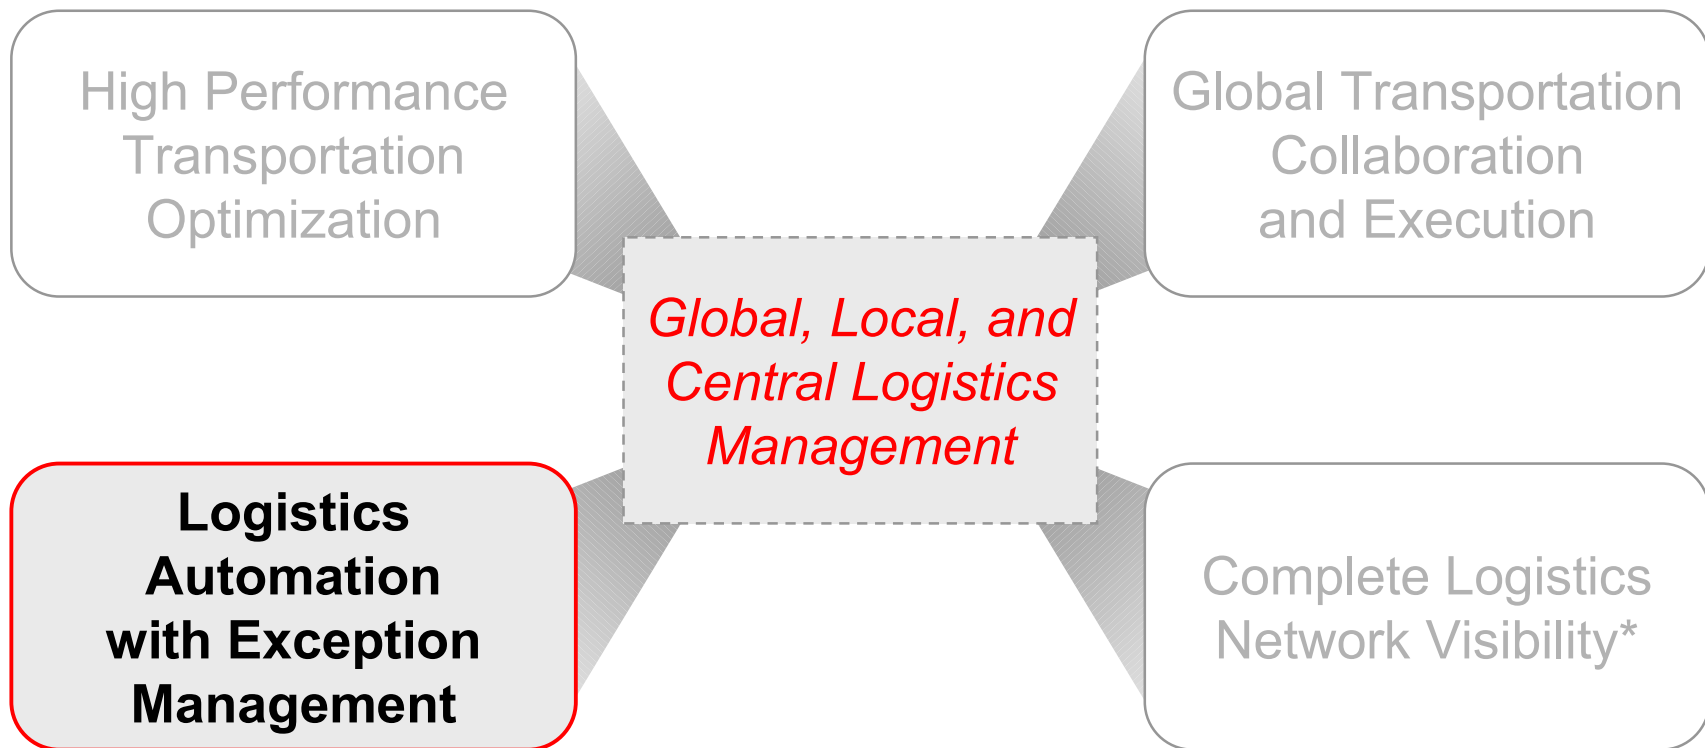 High Performance
Transportation
Optimization
Global Transportation
Collaboration
and Execution
Global, Local, and
Central Logistics
Management
Logistics
Automation
with Exception
Management
Complete Logistics
Network Visibility*